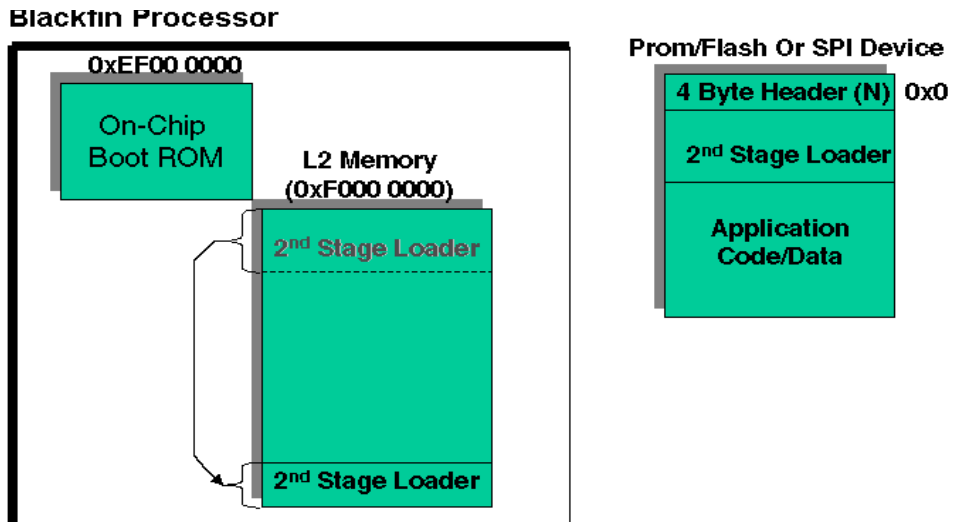 Blackfin Processor
0xEF00 0000
On-Chip
Boot ROM
L2 Memory
(0xF000 0000)
2nd Stage Loader
2nd Stage Loader
Prom/Flash Or SPI Device
4 Byte Header (N) 0x0
2nd Stage Loader
Application
Code/Data